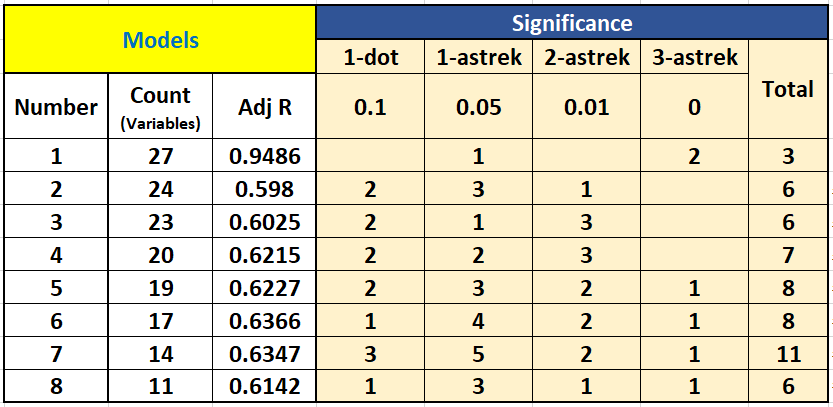 Models Significance
1-dot 1-astrek 2-astrek 3-astrek Total
Number Count (Variables) Adj R 0.1 0.05 0.01 0
1 27 0.9486 1 2 3
2 24 0.598 2 3 1 6
3 23 0.6025 2 1 3 6
4 20 0.6215 2 2 3 7
5 19 0.6227 2 3 2 1 8
6 17 0.6366 1 4 2 1 8
7 14 0.6347 3 5 2 1 11
8 11 0.6142 1 3 1 1 6